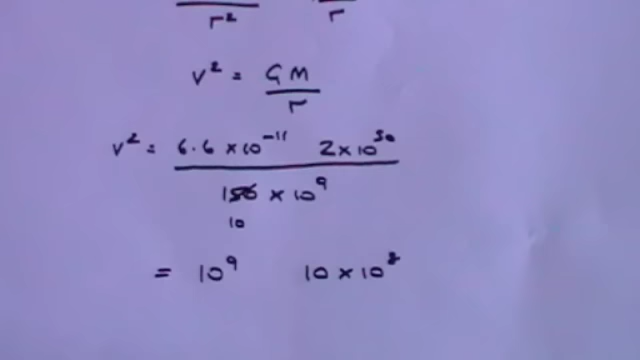 r² r
v² = GM
r
v² = 6.6 × 10⁻¹¹ 2 × 10³⁰
150 × 10⁹
10
= 10⁹ 10 × 10⁸